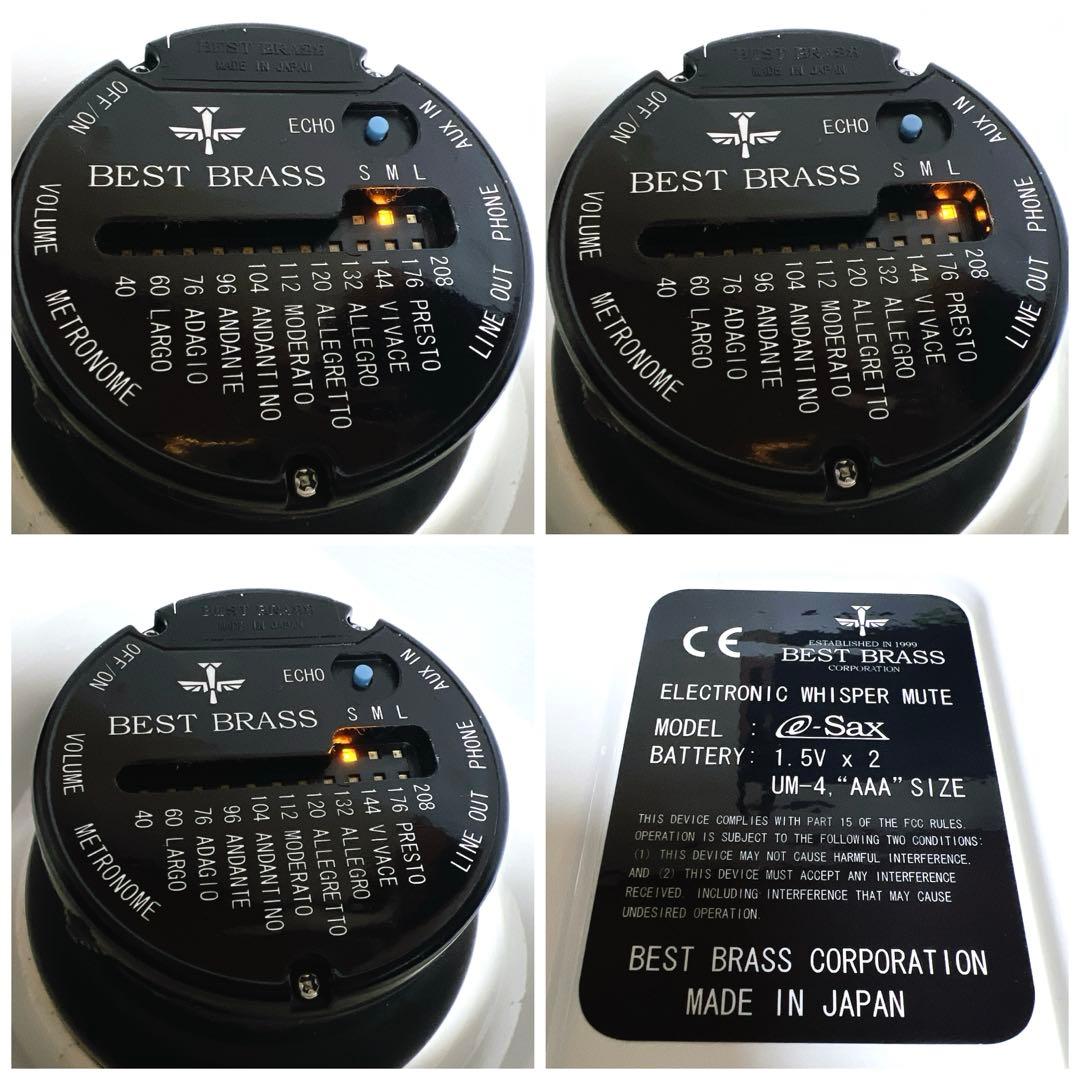 BEST BRASS
MADE IN JAPAN
OFF/ON
ECHO
AUX IN
BEST BRASS
S M L
VOLUME
PHONE
LINE OUT
METRONOME
40
60 LARGO
76 ADAGIO
96 ANDANTE
104 ANDANTINO
112 MODERATO
120 ALLEGRETTO
132 ALLEGRO
144 VIVACE
176 PRESTO
208
BEST BRASS
MADE IN JAPAN
OFF/ON
ECHO
AUX IN
BEST BRASS
S M L
VOLUME
PHONE
LINE OUT
METRONOME
40
60 LARGO
76 ADAGIO
96 ANDANTE
104 ANDANTINO
112 MODERATO
120 ALLEGRETTO
132 ALLEGRO
144 VIVACE
176 PRESTO
208
BEST BRASS
MADE IN JAPAN
OFF/ON
ECHO
AUX IN
BEST BRASS
S M L
VOLUME
PHONE
LINE OUT
METRONOME
40
60 LARGO
76 ADAGIO
96 ANDANTE
104 ANDANTINO
112 MODERATO
120 ALLEGRETTO
132 ALLEGRO
144 VIVACE
176 PRESTO
208
CE
ESTABLISHED IN 1999
BEST BRASS
CORPORATION
ELECTRONIC WHISPER MUTE
MODEL : e-Sax
BATTERY: 1.5V x 2
UM-4,"AAA" SIZE
THIS DEVICE COMPLIES WITH PART 15 OF THE FCC RULES.
OPERATION IS SUBJECT TO THE FOLLOWING TWO CONDITIONS:
(1) THIS DEVICE MAY NOT CAUSE HARMFUL INTERFERENCE,
AND (2) THIS DEVICE MUST ACCEPT ANY INTERFERENCE
RECEIVED, INCLUDING INTERFERENCE THAT MAY CAUSE
UNDESIRED OPERATION.
BEST BRASS CORPORATION
MADE IN JAPAN